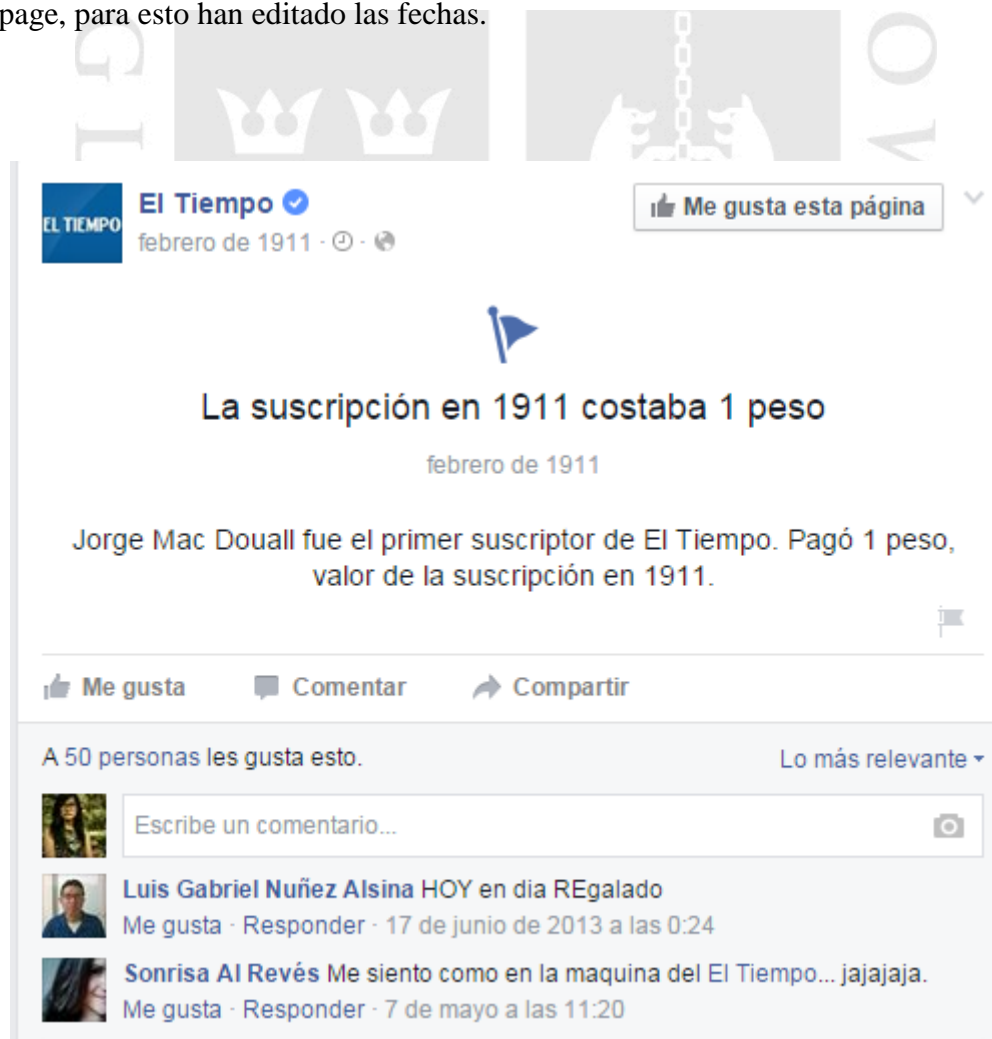 page, para esto han editado las fechas.
G L
O V
EL TIEMPO
El Tiempo
Me gusta esta página
febrero de 1911 ·  · 
La suscripción en 1911 costaba 1 peso
febrero de 1911
Jorge Mac Douall fue el primer suscriptor de El Tiempo. Pagó 1 peso,
valor de la suscripción en 1911.
Me gusta Comentar Compartir
A 50 personas les gusta esto. Lo más relevante
Escribe un comentario...
Luis Gabriel Nuñez Alsina HOY en dia REgalado
Me gusta · Responder · 17 de junio de 2013 a las 0:24
Sonrisa Al Revés Me siento como en la maquina del El Tiempo... jajajaja.
Me gusta · Responder · 7 de mayo a las 11:20